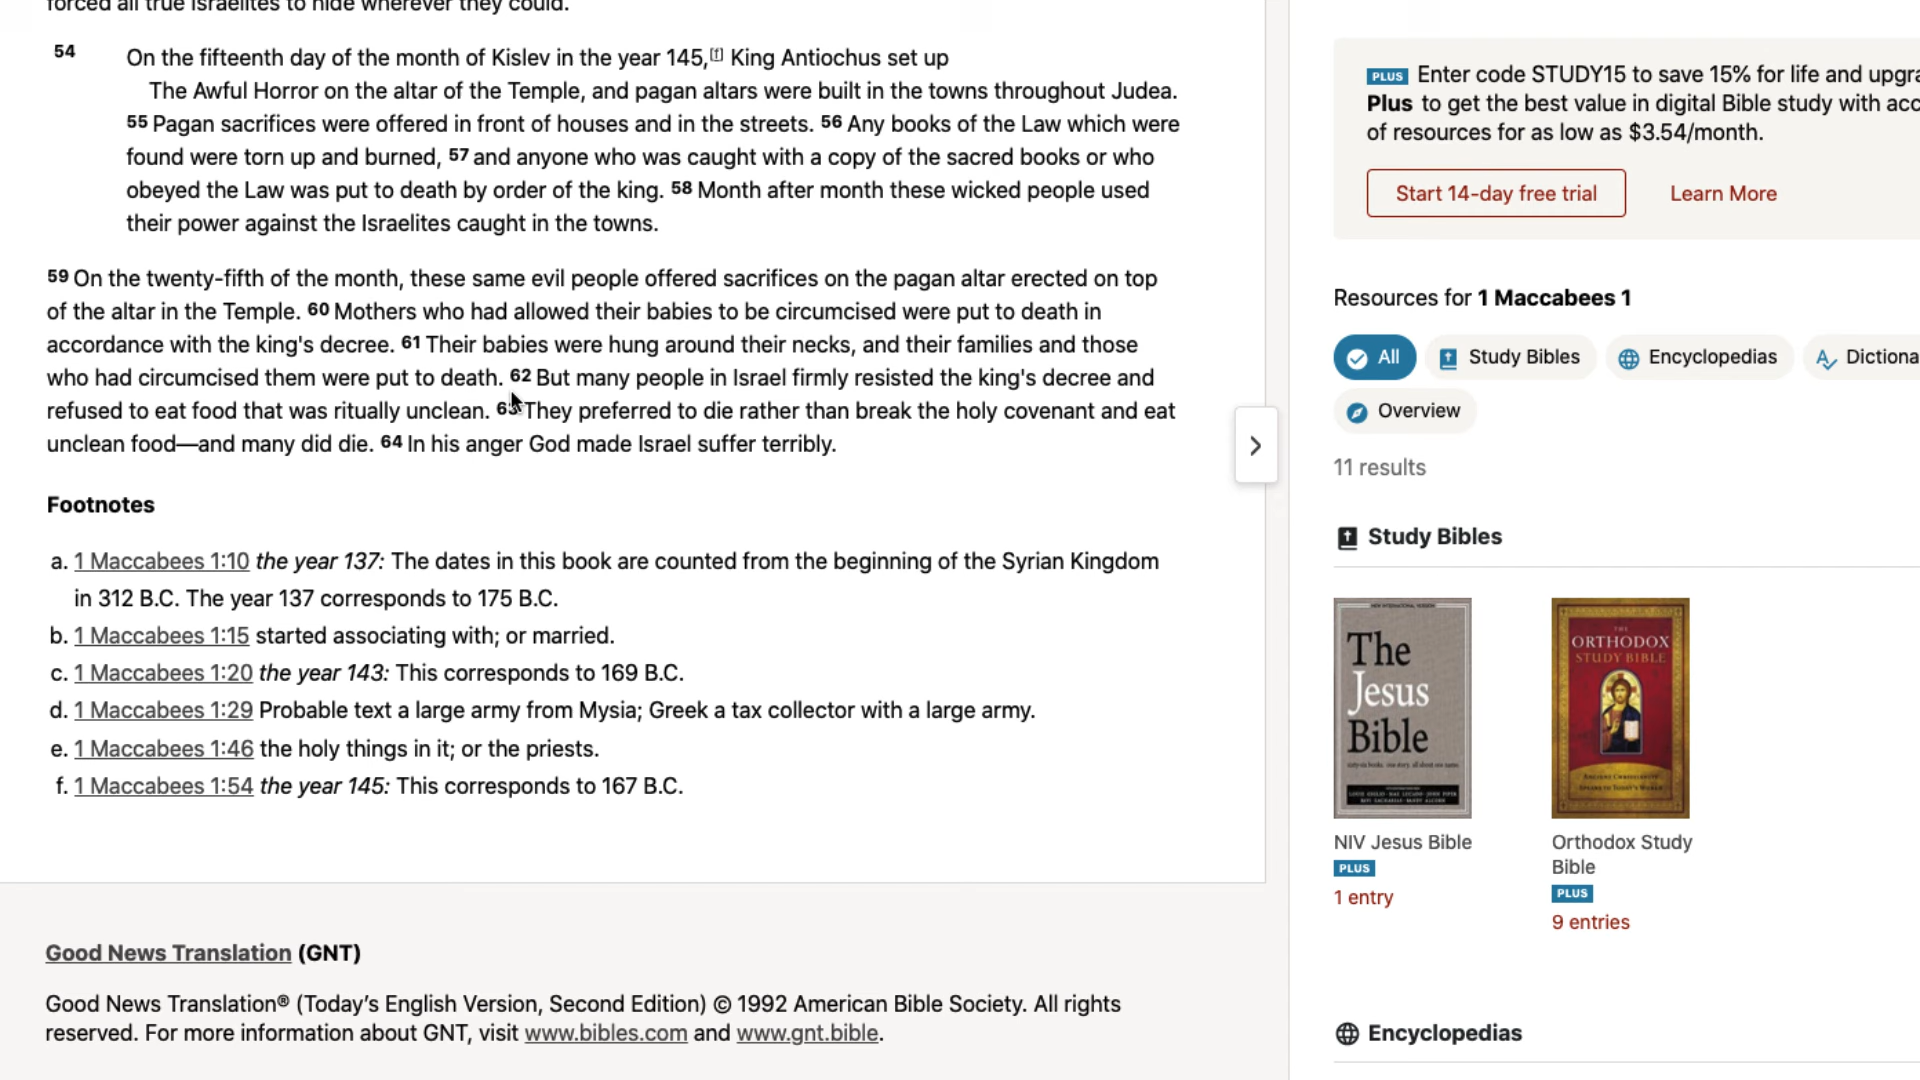 forced all true Israelites to hide wherever they could.
54 On the fifteenth day of the month of Kislev in the year 145,[f] King Antiochus set up
The Awful Horror on the altar of the Temple, and pagan altars were built in the towns throughout Judea.
55 Pagan sacrifices were offered in front of houses and in the streets. 56 Any books of the Law which were
found were torn up and burned, 57 and anyone who was caught with a copy of the sacred books or who
obeyed the Law was put to death by order of the king. 58 Month after month these wicked people used
their power against the Israelites caught in the towns.
59 On the twenty-fifth of the month, these same evil people offered sacrifices on the pagan altar erected on top
of the altar in the Temple. 60 Mothers who had allowed their babies to be circumcised were put to death in
accordance with the king's decree. 61 Their babies were hung around their necks, and their families and those
who had circumcised them were put to death. 62 But many people in Israel firmly resisted the king's decree and
refused to eat food that was ritually unclean. 63 They preferred to die rather than break the holy covenant and eat
unclean food—and many did die. 64 In his anger God made Israel suffer terribly.
Footnotes
a. 1 Maccabees 1:10 the year 137: The dates in this book are counted from the beginning of the Syrian Kingdom
in 312 B.C. The year 137 corresponds to 175 B.C.
b. 1 Maccabees 1:15 started associating with; or married.
c. 1 Maccabees 1:20 the year 143: This corresponds to 169 B.C.
d. 1 Maccabees 1:29 Probable text a large army from Mysia; Greek a tax collector with a large army.
e. 1 Maccabees 1:46 the holy things in it; or the priests.
f. 1 Maccabees 1:54 the year 145: This corresponds to 167 B.C.
Good News Translation (GNT)
Good News Translation® (Today's English Version, Second Edition) © 1992 American Bible Society. All rights
reserved. For more information about GNT, visit www.bibles.com and www.gnt.bible.
PLUS Enter code STUDY15 to save 15% for life and upgra
Plus to get the best value in digital Bible study with acc
of resources for as low as $3.54/month.
Start 14-day free trial Learn More
Resources for 1 Maccabees 1
All Study Bibles Encyclopedias Dictiona
Overview
11 results
Study Bibles
The
Jesus
Bible
THE
ORTHODOX
STUDY BIBLE
NIV Jesus Bible
PLUS
1 entry
Orthodox Study
Bible
PLUS
9 entries
Encyclopedias